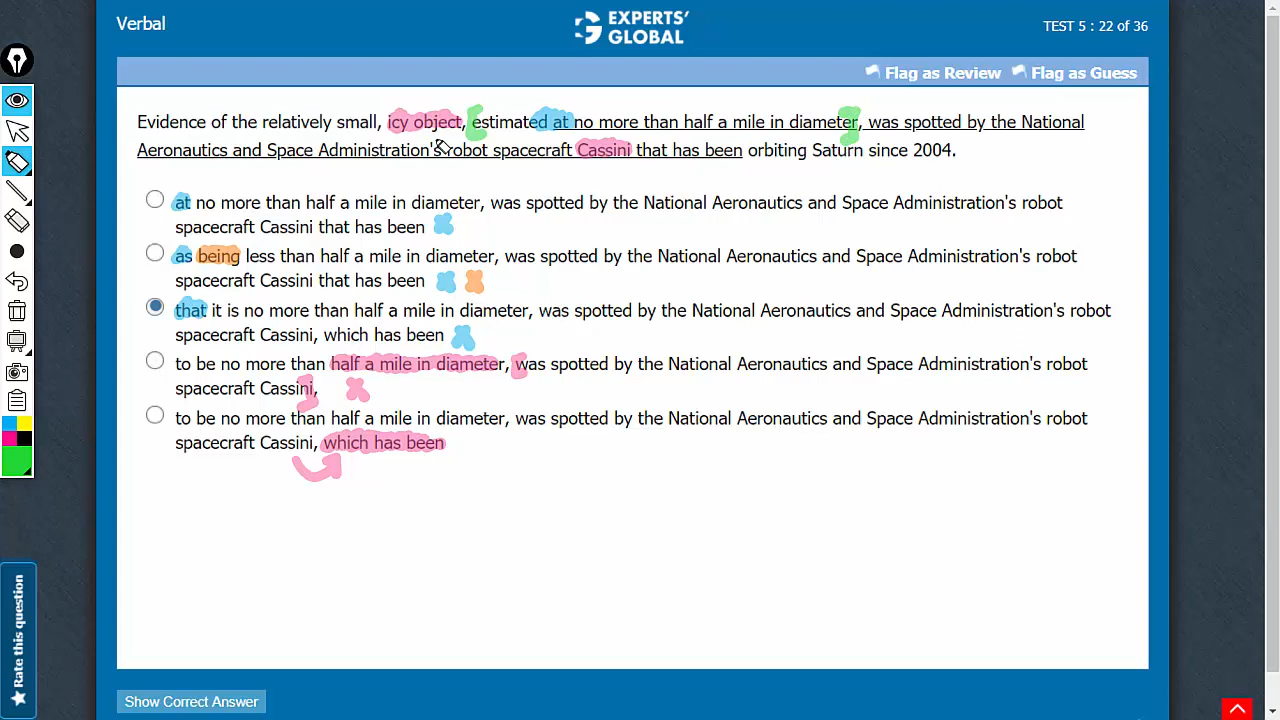 Verbal
EXPERTS'
GLOBAL
TEST 5 : 22 of 36
Flag as Review
Flag as Guess
Evidence of the relatively small, icy object, estimated at no more than half a mile in diameter, was spotted by the National
Aeronautics and Space Administration's robot spacecraft Cassini that has been orbiting Saturn since 2004.
at no more than half a mile in diameter, was spotted by the National Aeronautics and Space Administration's robot
spacecraft Cassini that has been
as being less than half a mile in diameter, was spotted by the National Aeronautics and Space Administration's robot
spacecraft Cassini that has been
that it is no more than half a mile in diameter, was spotted by the National Aeronautics and Space Administration's robot
spacecraft Cassini, which has been
to be no more than half a mile in diameter, was spotted by the National Aeronautics and Space Administration's robot
spacecraft Cassini,
to be no more than half a mile in diameter, was spotted by the National Aeronautics and Space Administration's robot
spacecraft Cassini, which has been
Rate this question
Show Correct Answer